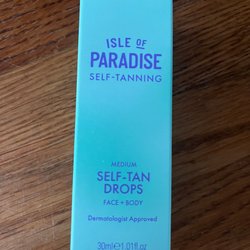 ISLE OF
PARADISE
SELF-TANNING
MEDIUM
SELF-TAN
DROPS
FACE + BODY
Dermatologist Approved
30ml℮1.01fl.oz